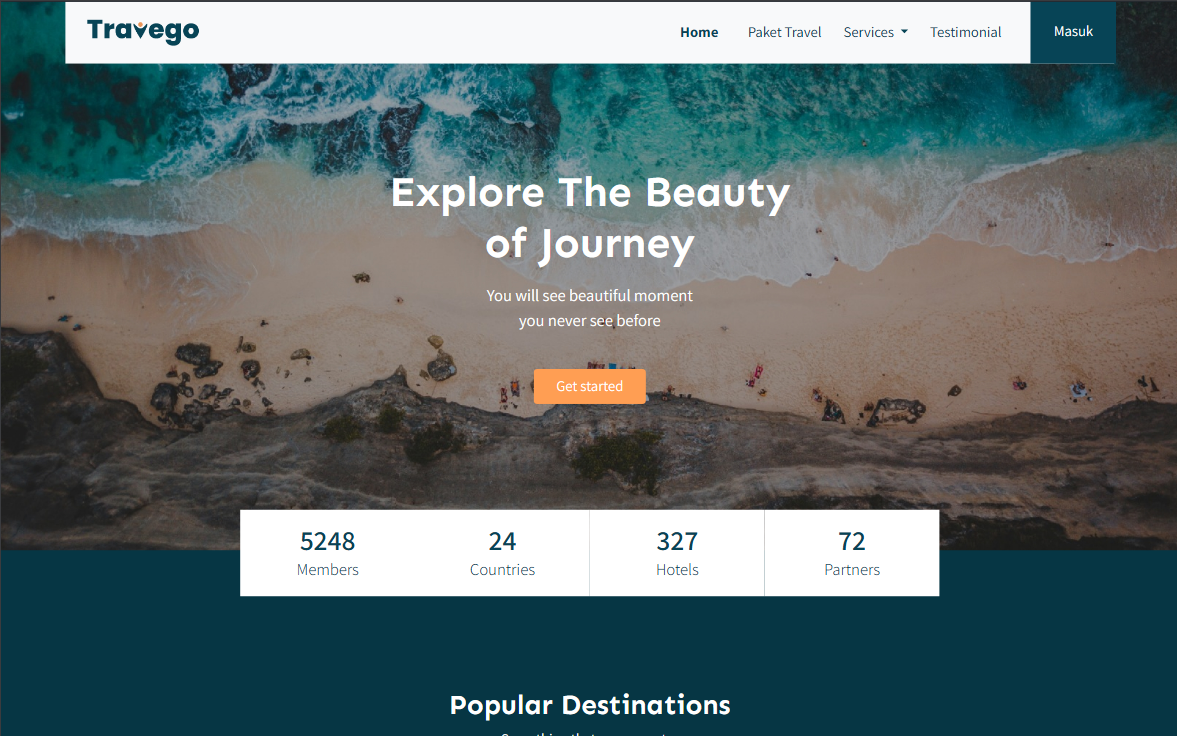 Travego
Home
Paket Travel
Services
Testimonial
Masuk
Explore The Beauty
of Journey
You will see beautiful moment
you never see before
Get started
5248
Members
24
Countries
327
Hotels
72
Partners
Popular Destinations